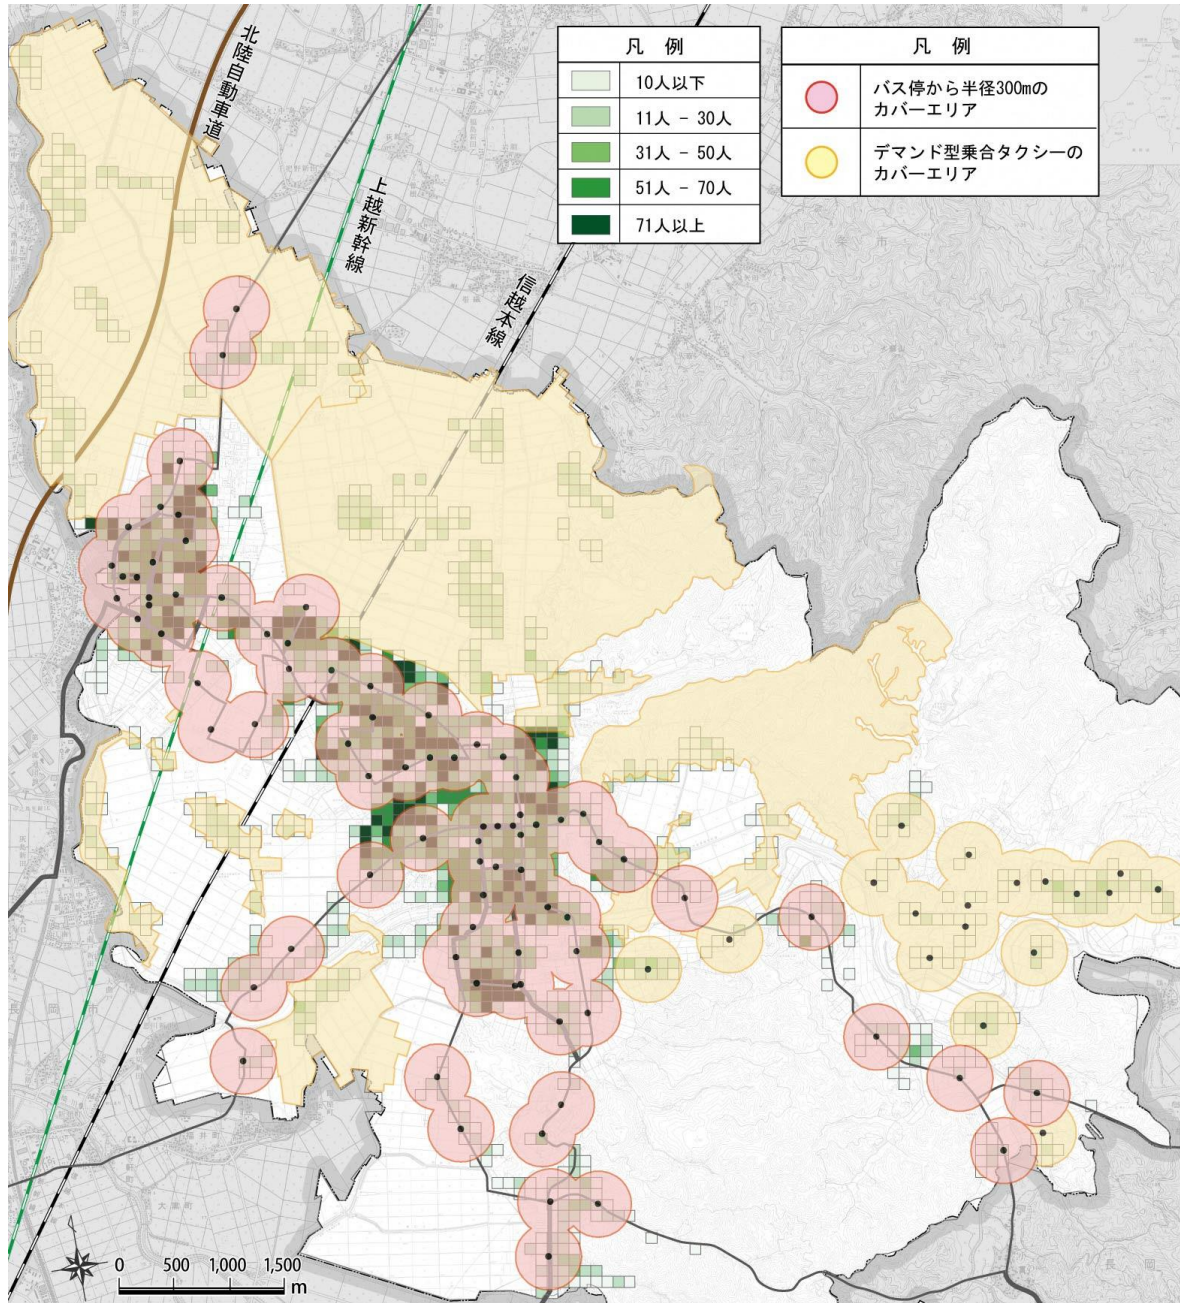 北陸自動車道
上越新幹線
信越本線
凡 例
10人以下
11人 - 30人
31人 - 50人
51人 - 70人
71人以上
凡 例
バス停から半径300mの
カバーエリア
デマンド型乗合タクシーの
カバーエリア
0 500 1,000 1,500
m